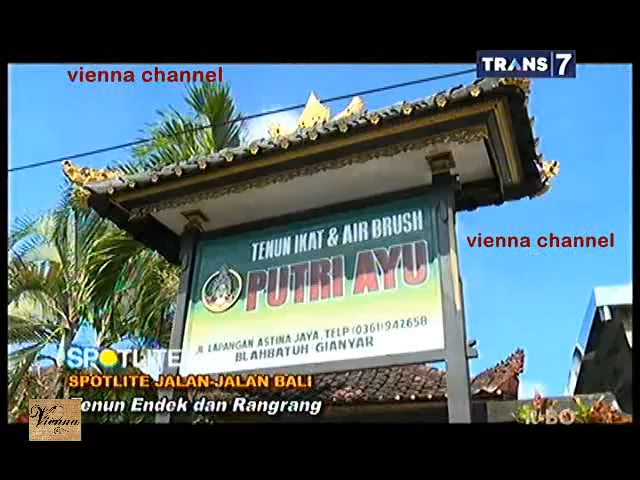 vienna channel
TRANS 7
TENUN IKAT & AIR BRUSH
PUTRI AYU
JL. LAPANGAN ASTINA JAYA, TELP (0361) 942658
BLAHBATUH GIANYAR
vienna channel
SPOTLITE
SPOTLITE JALAN-JALAN BALI
Tenun Endek dan Rangrang
Vienna